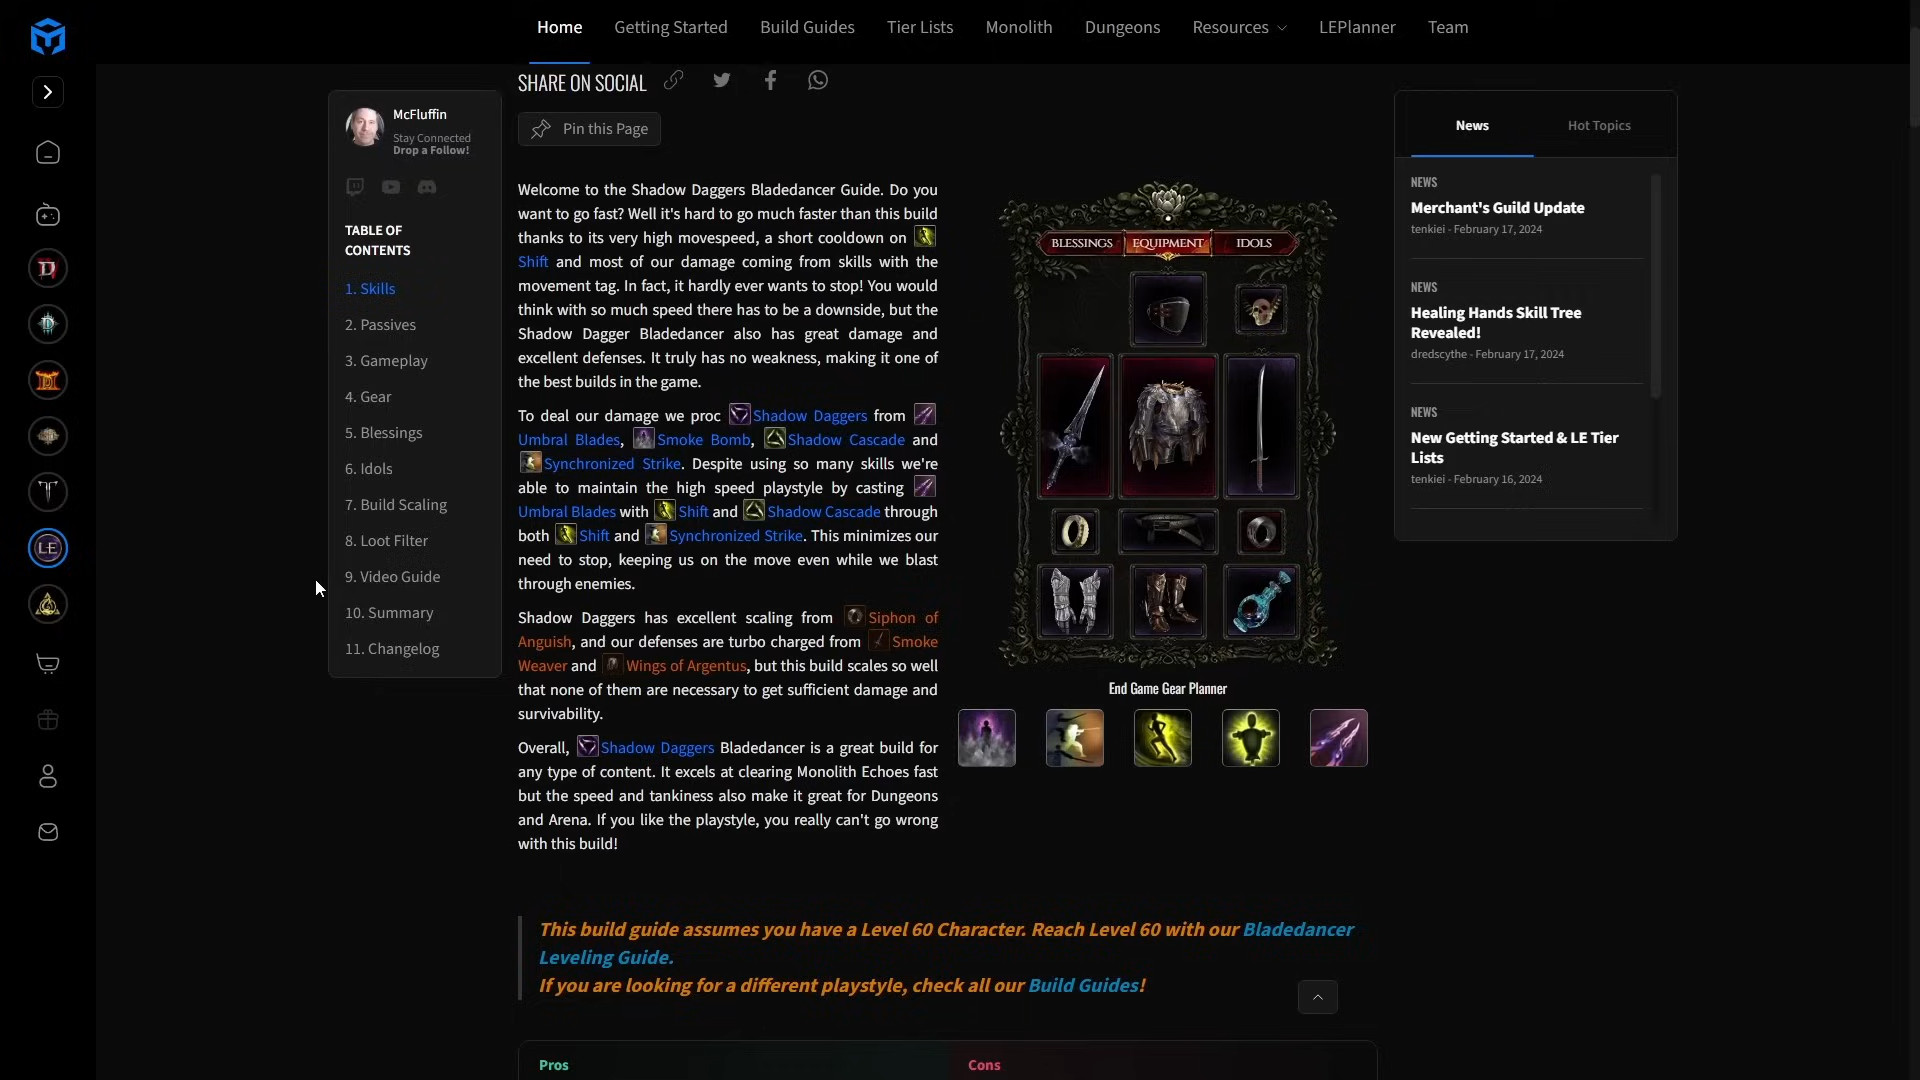 Home Getting Started Build Guides Tier Lists Monolith Dungeons Resources LEPlanner Team
SHARE ON SOCIAL
Pin this Page
McFluffin
Stay Connected
Drop a Follow!
TABLE OF
CONTENTS
1. Skills
2. Passives
3. Gameplay
4. Gear
5. Blessings
6. Idols
7. Build Scaling
8. Loot Filter
9. Video Guide
10. Summary
11. Changelog
LE
Welcome to the Shadow Daggers Bladedancer Guide. Do you
want to go fast? Well it's hard to go much faster than this build
thanks to its very high movespeed, a short cooldown on
Shift and most of our damage coming from skills with the
movement tag. In fact, it hardly ever wants to stop! You would
think with so much speed there has to be a downside, but the
Shadow Dagger Bladedancer also has great damage and
excellent defenses. It truly has no weakness, making it one of
the best builds in the game.
To deal our damage we proc Shadow Daggers from
Umbral Blades, Smoke Bomb, Shadow Cascade and
Synchronized Strike. Despite using so many skills we're
able to maintain the high speed playstyle by casting
Umbral Blades with Shift and Shadow Cascade through
both Shift and Synchronized Strike. This minimizes our
need to stop, keeping us on the move even while we blast
through enemies.
Shadow Daggers has excellent scaling from Siphon of
Anguish, and our defenses are turbo charged from Smoke
Weaver and Wings of Argentus, but this build scales so well
that none of them are necessary to get sufficient damage and
survivability.
Overall, Shadow Daggers Bladedancer is a great build for
any type of content. It excels at clearing Monolith Echoes fast
but the speed and tankiness also make it great for Dungeons
and Arena. If you like the playstyle, you really can't go wrong
with this build!
BLESSINGS EQUIPMENT IDOLS
End Game Gear Planner
News Hot Topics
NEWS
Merchant's Guild Update
tenkiei - February 17, 2024
NEWS
Healing Hands Skill Tree
Revealed!
dredscythe - February 17, 2024
NEWS
New Getting Started & LE Tier
Lists
tenkiei - February 16, 2024
This build guide assumes you have a Level 60 Character. Reach Level 60 with our Bladedancer
Leveling Guide.
If you are looking for a different playstyle, check all our Build Guides!
Pros Cons